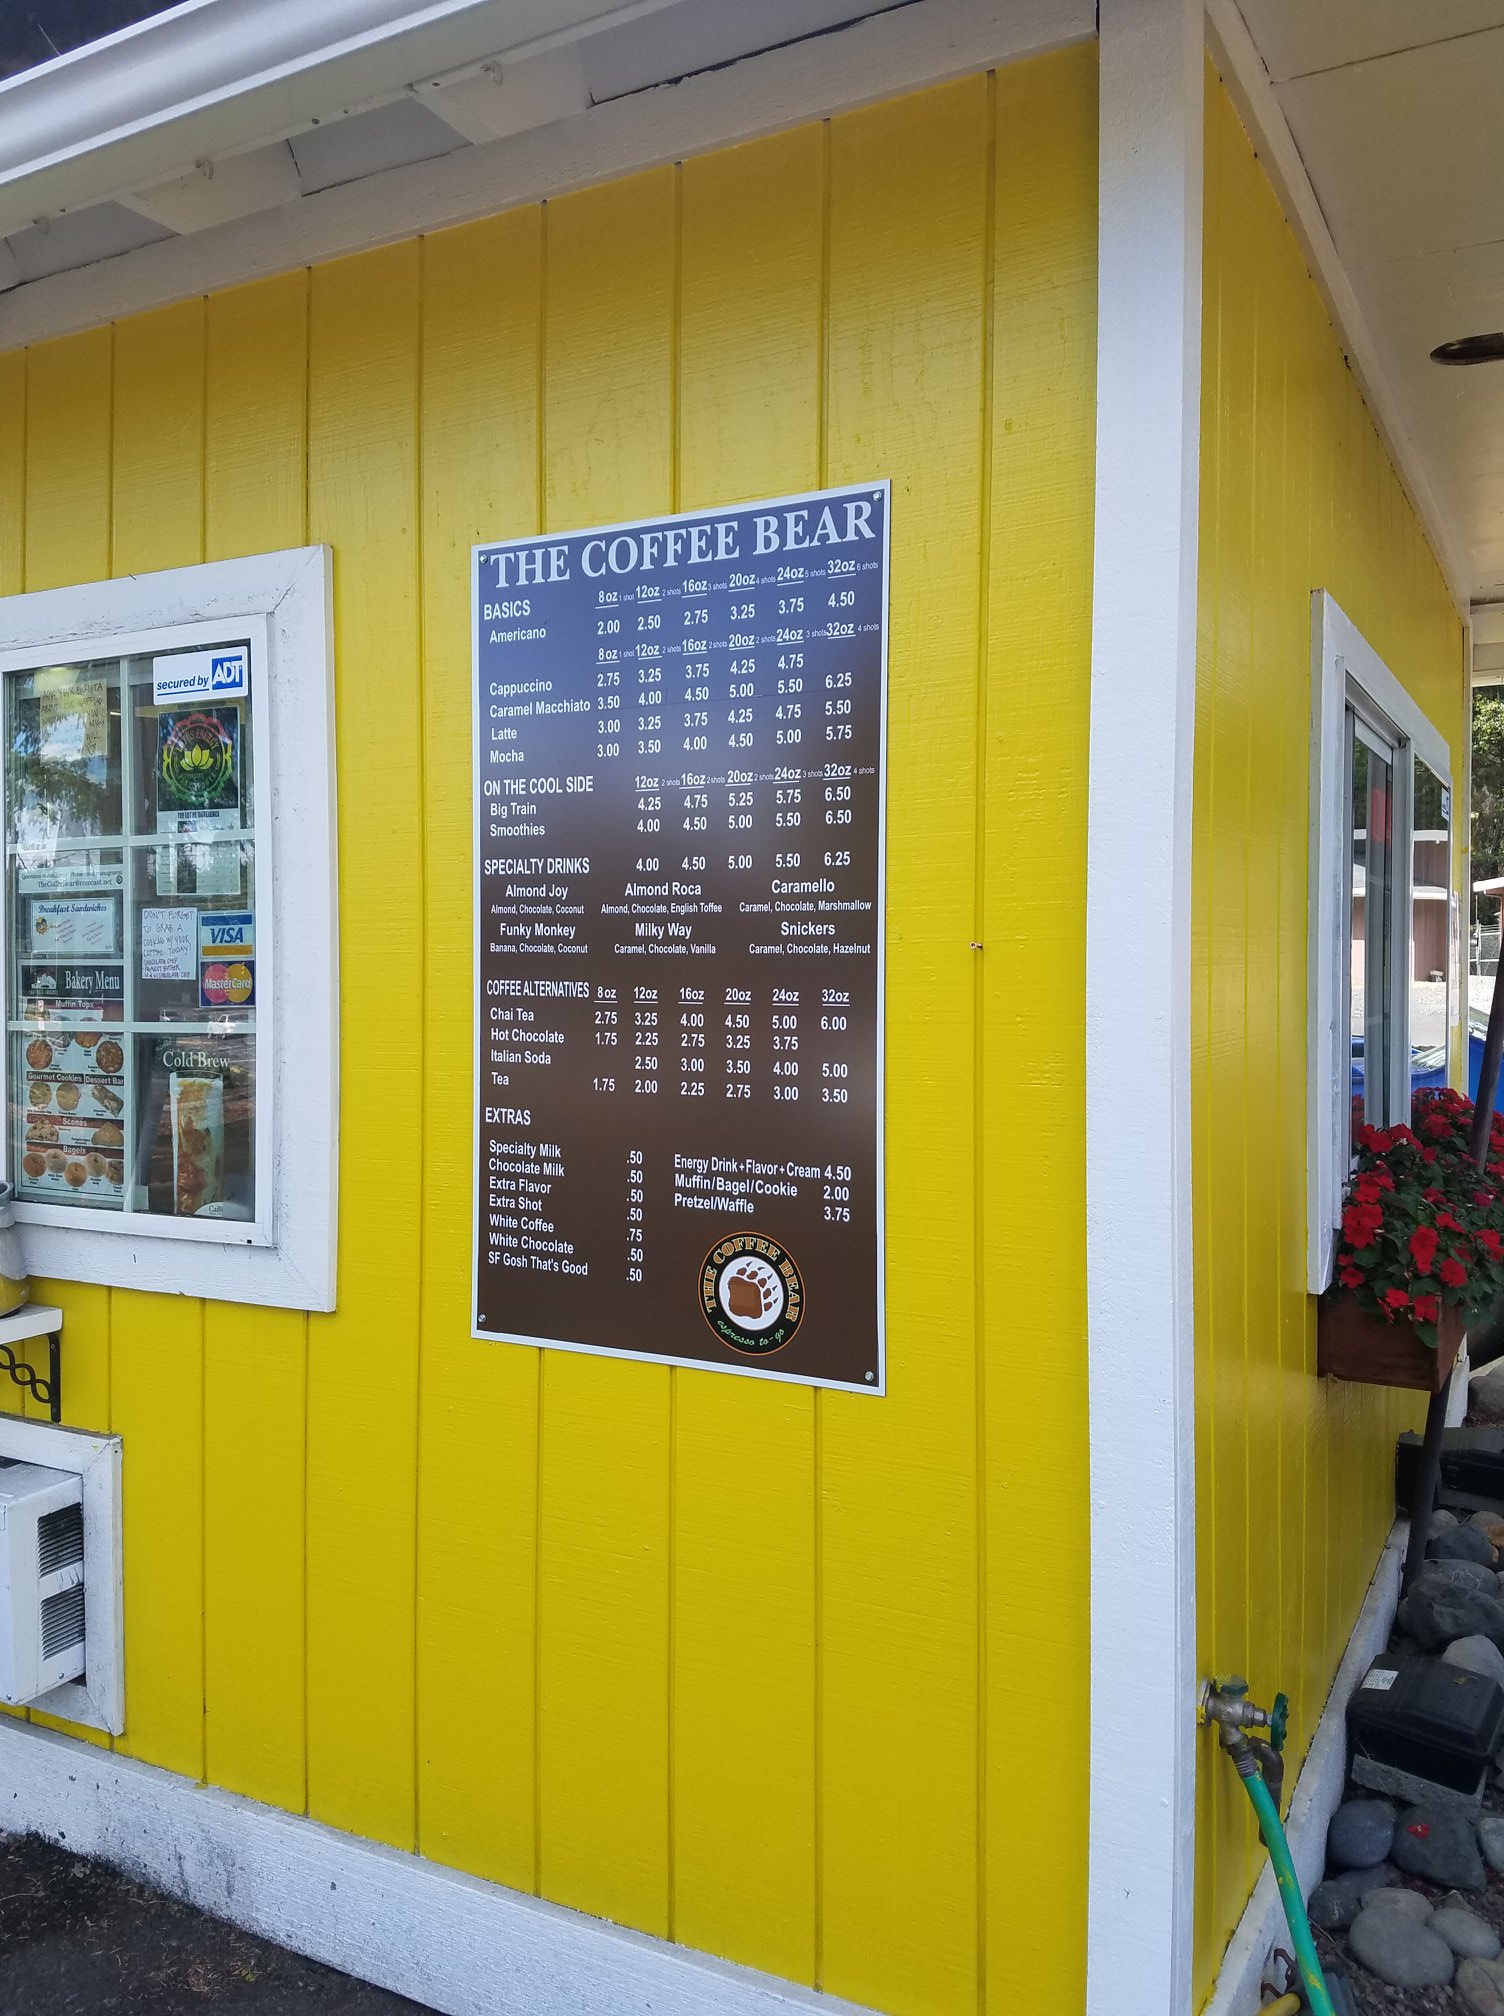 THE COFFEE BEAR
BASICS 8oz 1 shot 12oz 2 shots 16oz 3 shots 20oz 4 shots 24oz 5 shots 32oz 6 shots
Americano 2.00 2.50 2.75 3.25 3.75 4.50
8oz 1 shot 12oz 2 shots 16oz 2 shots 20oz 2 shots 24oz 3 shots 32oz 4 shots
Cappuccino 2.75 3.25 3.75 4.25 4.75
Caramel Macchiato 3.50 4.00 4.50 5.00 5.50 6.25
Latte 3.00 3.25 3.75 4.25 4.75 5.50
Mocha 3.00 3.50 4.00 4.50 5.00 5.75
ON THE COOL SIDE 12oz 2 shots 16oz 2 shots 20oz 2 shots 24oz 3 shots 32oz 4 shots
Big Train 4.25 4.75 5.25 5.75 6.50
Smoothies 4.00 4.50 5.00 5.50 6.50
SPECIALTY DRINKS 4.00 4.50 5.00 5.50 6.25
Almond Joy Almond Roca Caramello
Almond, Chocolate, Coconut Almond, Chocolate, English Toffee Caramel, Chocolate, Marshmallow
Funky Monkey Milky Way Snickers
Banana, Chocolate, Coconut Caramel, Chocolate, Vanilla Caramel, Chocolate, Hazelnut
COFFEE ALTERNATIVES 8oz 12oz 16oz 20oz 24oz 32oz
Chai Tea 2.75 3.25 4.00 4.50 5.00 6.00
Hot Chocolate 1.75 2.25 2.75 3.25 3.75
Italian Soda 2.50 3.00 3.50 4.00 5.00
Tea 1.75 2.00 2.25 2.75 3.00 3.50
EXTRAS
Specialty Milk .50
Chocolate Milk .50
Extra Flavor .50
Extra Shot .50
White Coffee .75
White Chocolate .50
SF Gosh That's Good .50
Energy Drink+Flavor+Cream 4.50
Muffin/Bagel/Cookie 2.00
Pretzel/Waffle 3.75
THE COFFEE BEAR
espresso to-go
secured by ADT
THE LOTUS DIFFERENCE
TheCoffeeBear@comcast.net
Breakfast Sandwiches
DON'T FORGET
TO GRAB A
COOKIE W/ YOUR
COFFEE TODAY!
CHOCOLATE CHIP
PEANUT BUTTER
VISA
MasterCard
Bakery Menu
Muffin Tops
Gourmet Cookies Dessert Bar
Scones
Bagels
Cold Brew